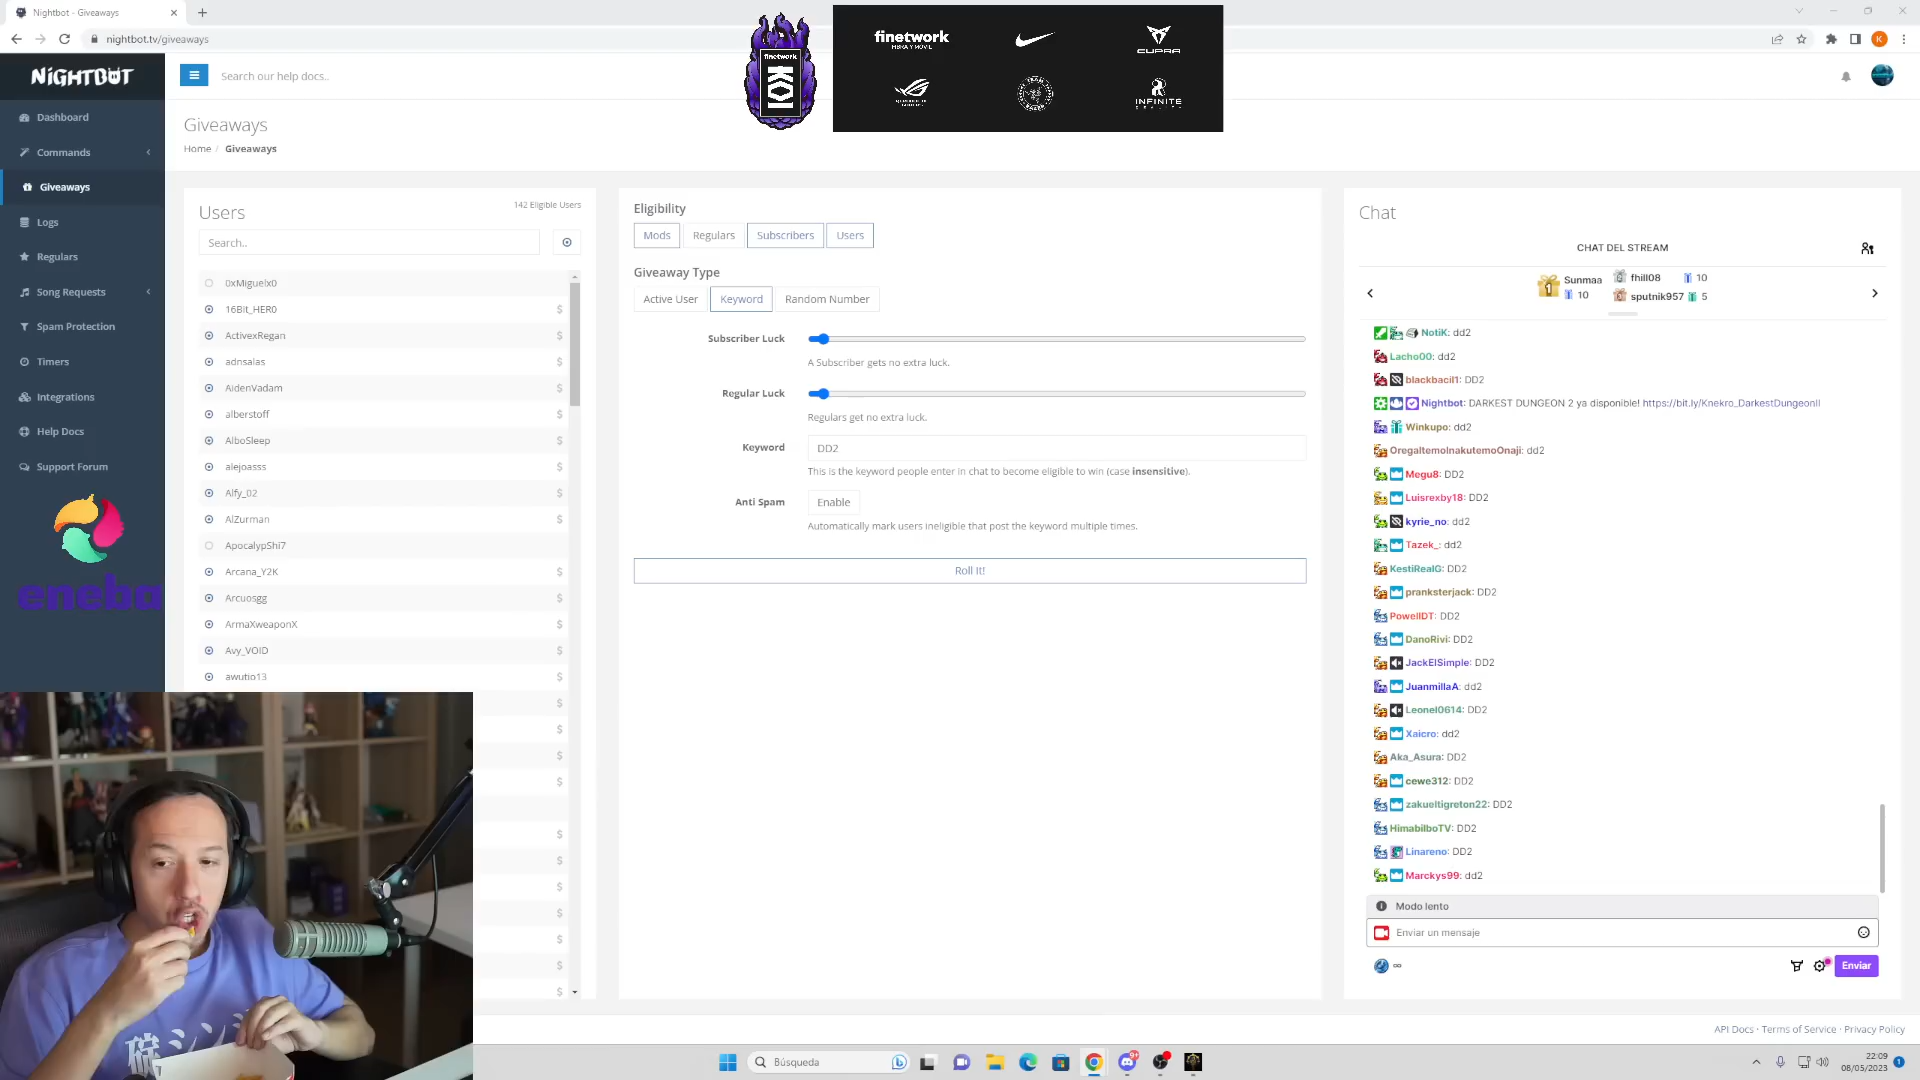 Nightbot - Giveaways
nightbot.tv/giveaways
NiGHTBOT
Search our help docs..
finetwork
KOI
finetwork
FIBRA Y MÓVIL
CUPRA
TEAM RAZER
INFINITE
REALITY
Giveaways
Home / Giveaways
Dashboard
Commands
Giveaways
Logs
Regulars
Song Requests
Spam Protection
Timers
Integrations
Help Docs
Support Forum
eneba
Users
142 Eligible Users
Search..
0xMiguelx0
16Bit_HER0 $
ActivexRegan $
adnsalas $
AidenVadam $
alberstoff $
AlboSleep $
alejoasss $
Alfy_02 $
AlZurman $
ApocalypShi7
Arcana_Y2K $
Arcuosgg $
ArmaXweaponX $
Avy_VOID $
awutio13 $
$
$
$
$
$
$
$
$
$
$
$
Eligibility
Mods Regulars Subscribers Users
Giveaway Type
Active User Keyword Random Number
Subscriber Luck
A Subscriber gets no extra luck.
Regular Luck
Regulars get no extra luck.
Keyword DD2
This is the keyword people enter in chat to become eligible to win (case insensitive).
Anti Spam Enable
Automatically mark users ineligible that post the keyword multiple times.
Roll It!
Chat
CHAT DEL STREAM
1 Sunmaa 10
fhill08 10
sputnik957 5
NotiK: dd2
Lacho00: dd2
blackbacil1: DD2
Nightbot: DARKEST DUNGEON 2 ya disponible! https://bit.ly/Knekro_DarkestDungeonII
Winkupo: dd2
OregaItemoInakutemoOnaji: dd2
Megu8: DD2
Luisrexby18: DD2
kyrie_no: dd2
Tazek_: dd2
KestiRealG: DD2
pranksterjack: DD2
PowellDT: DD2
DanoRivi: DD2
JackElSimple: DD2
JuanmillaA: dd2
Leonel0614: DD2
Xaicro: dd2
Aka_Asura: DD2
cewe312: DD2
zakueltigreton22: DD2
HimabilboTV: DD2
Linareno: DD2
Marckys99: dd2
Modo lento
Enviar un mensaje
∞
Enviar
API Docs · Terms of Service · Privacy Policy
Búsqueda
22:09
08/05/2023